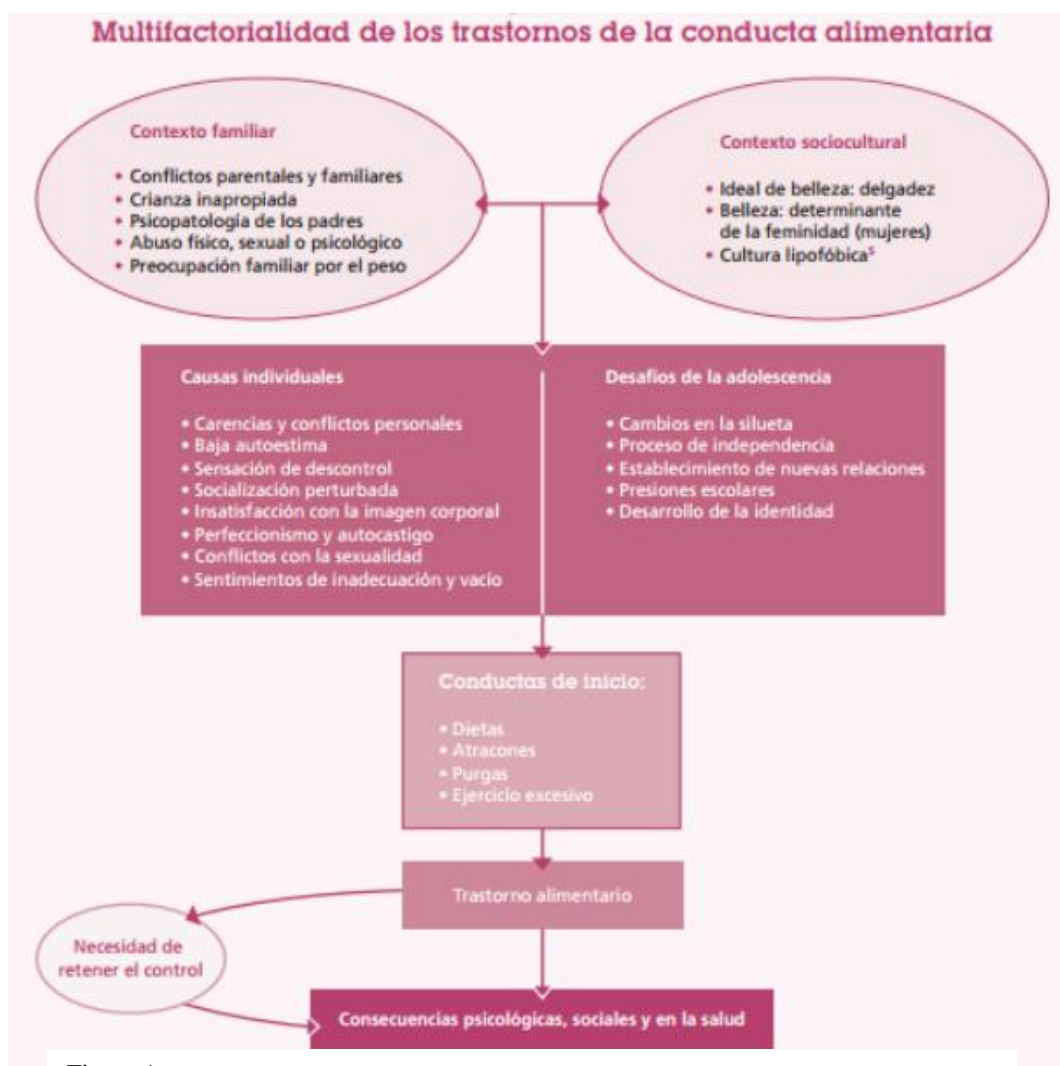 Multifactorialidad de los trastornos de la conducta alimentaria
Contexto familiar
• Conflictos parentales y familiares
• Crianza inapropiada
• Psicopatología de los padres
• Abuso físico, sexual o psicológico
• Preocupación familiar por el peso
Contexto sociocultural
• Ideal de belleza: delgadez
• Belleza: determinante
de la feminidad (mujeres)
• Cultura lipofóbica⁵
Causas individuales
• Carencias y conflictos personales
• Baja autoestima
• Sensación de descontrol
• Socialización perturbada
• Insatisfacción con la imagen corporal
• Perfeccionismo y autocastigo
• Conflictos con la sexualidad
• Sentimientos de inadecuación y vacío
Desafíos de la adolescencia
• Cambios en la silueta
• Proceso de independencia
• Establecimiento de nuevas relaciones
• Presiones escolares
• Desarrollo de la identidad
Conductas de inicio:
• Dietas
• Atracones
• Purgas
• Ejercicio excesivo
Trastorno alimentario
Necesidad de
retener el control
Consecuencias psicológicas, sociales y en la salud